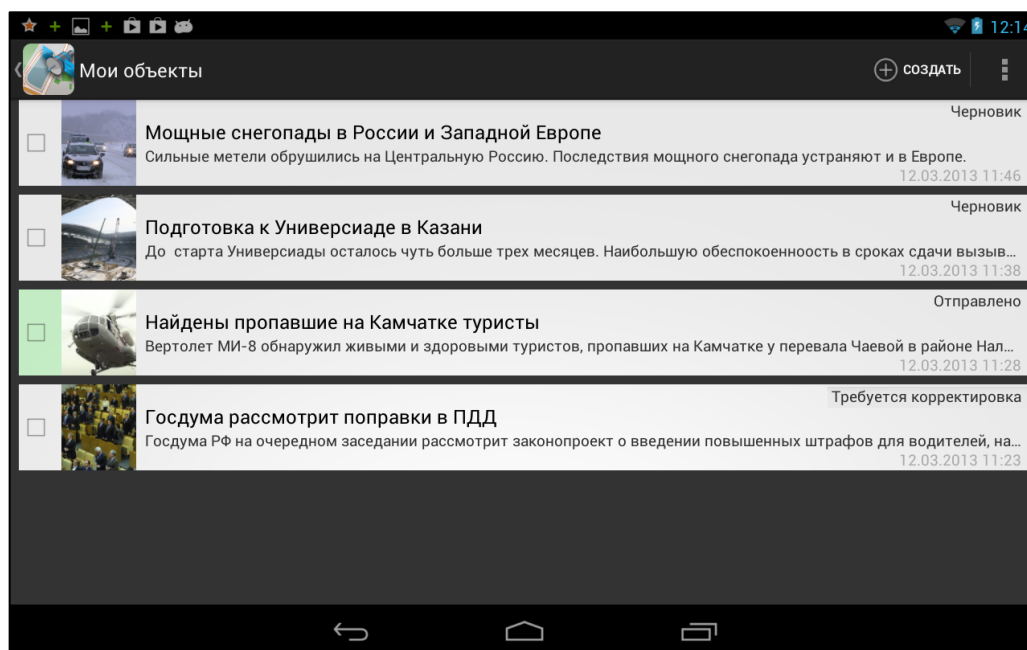 12:14
Мои объекты
СОЗДАТЬ
Черновик
Мощные снегопады в России и Западной Европе
Сильные метели обрушились на Центральную Россию. Последствия мощного снегопада устраняют и в Европе.
12.03.2013 11:46
Черновик
Подготовка к Универсиаде в Казани
До старта Универсиады осталось чуть больше трех месяцев. Наибольшую обеспокоенноость в сроках сдачи вызыв...
12.03.2013 11:38
Отправлено
Найдены пропавшие на Камчатке туристы
Вертолет МИ-8 обнаружил живыми и здоровыми туристов, пропавших на Камчатке у перевала Чаевой в районе Нал...
12.03.2013 11:28
Требуется корректировка
Госдума рассмотрит поправки в ПДД
Госдума РФ на очередном заседании рассмотрит законопроект о введении повышенных штрафов для водителей, на...
12.03.2013 11:23